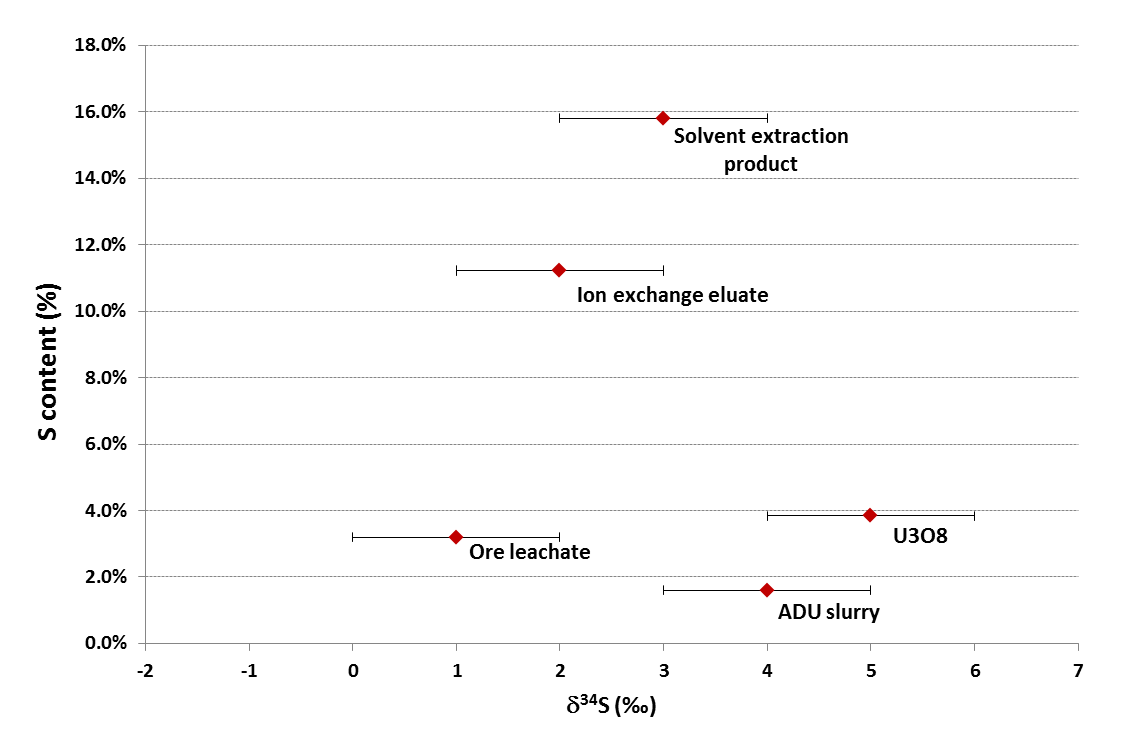 18.0%
16.0%
Solvent extraction
product
14.0%
12.0%
Ion exchange eluate
10.0%
S content (%)
8.0%
6.0%
4.0%
U3O8
Ore leachate
2.0%
ADU slurry
0.0%
-2 -1 0 1 2 3 4 5 6 7
δ³⁴S (‰)